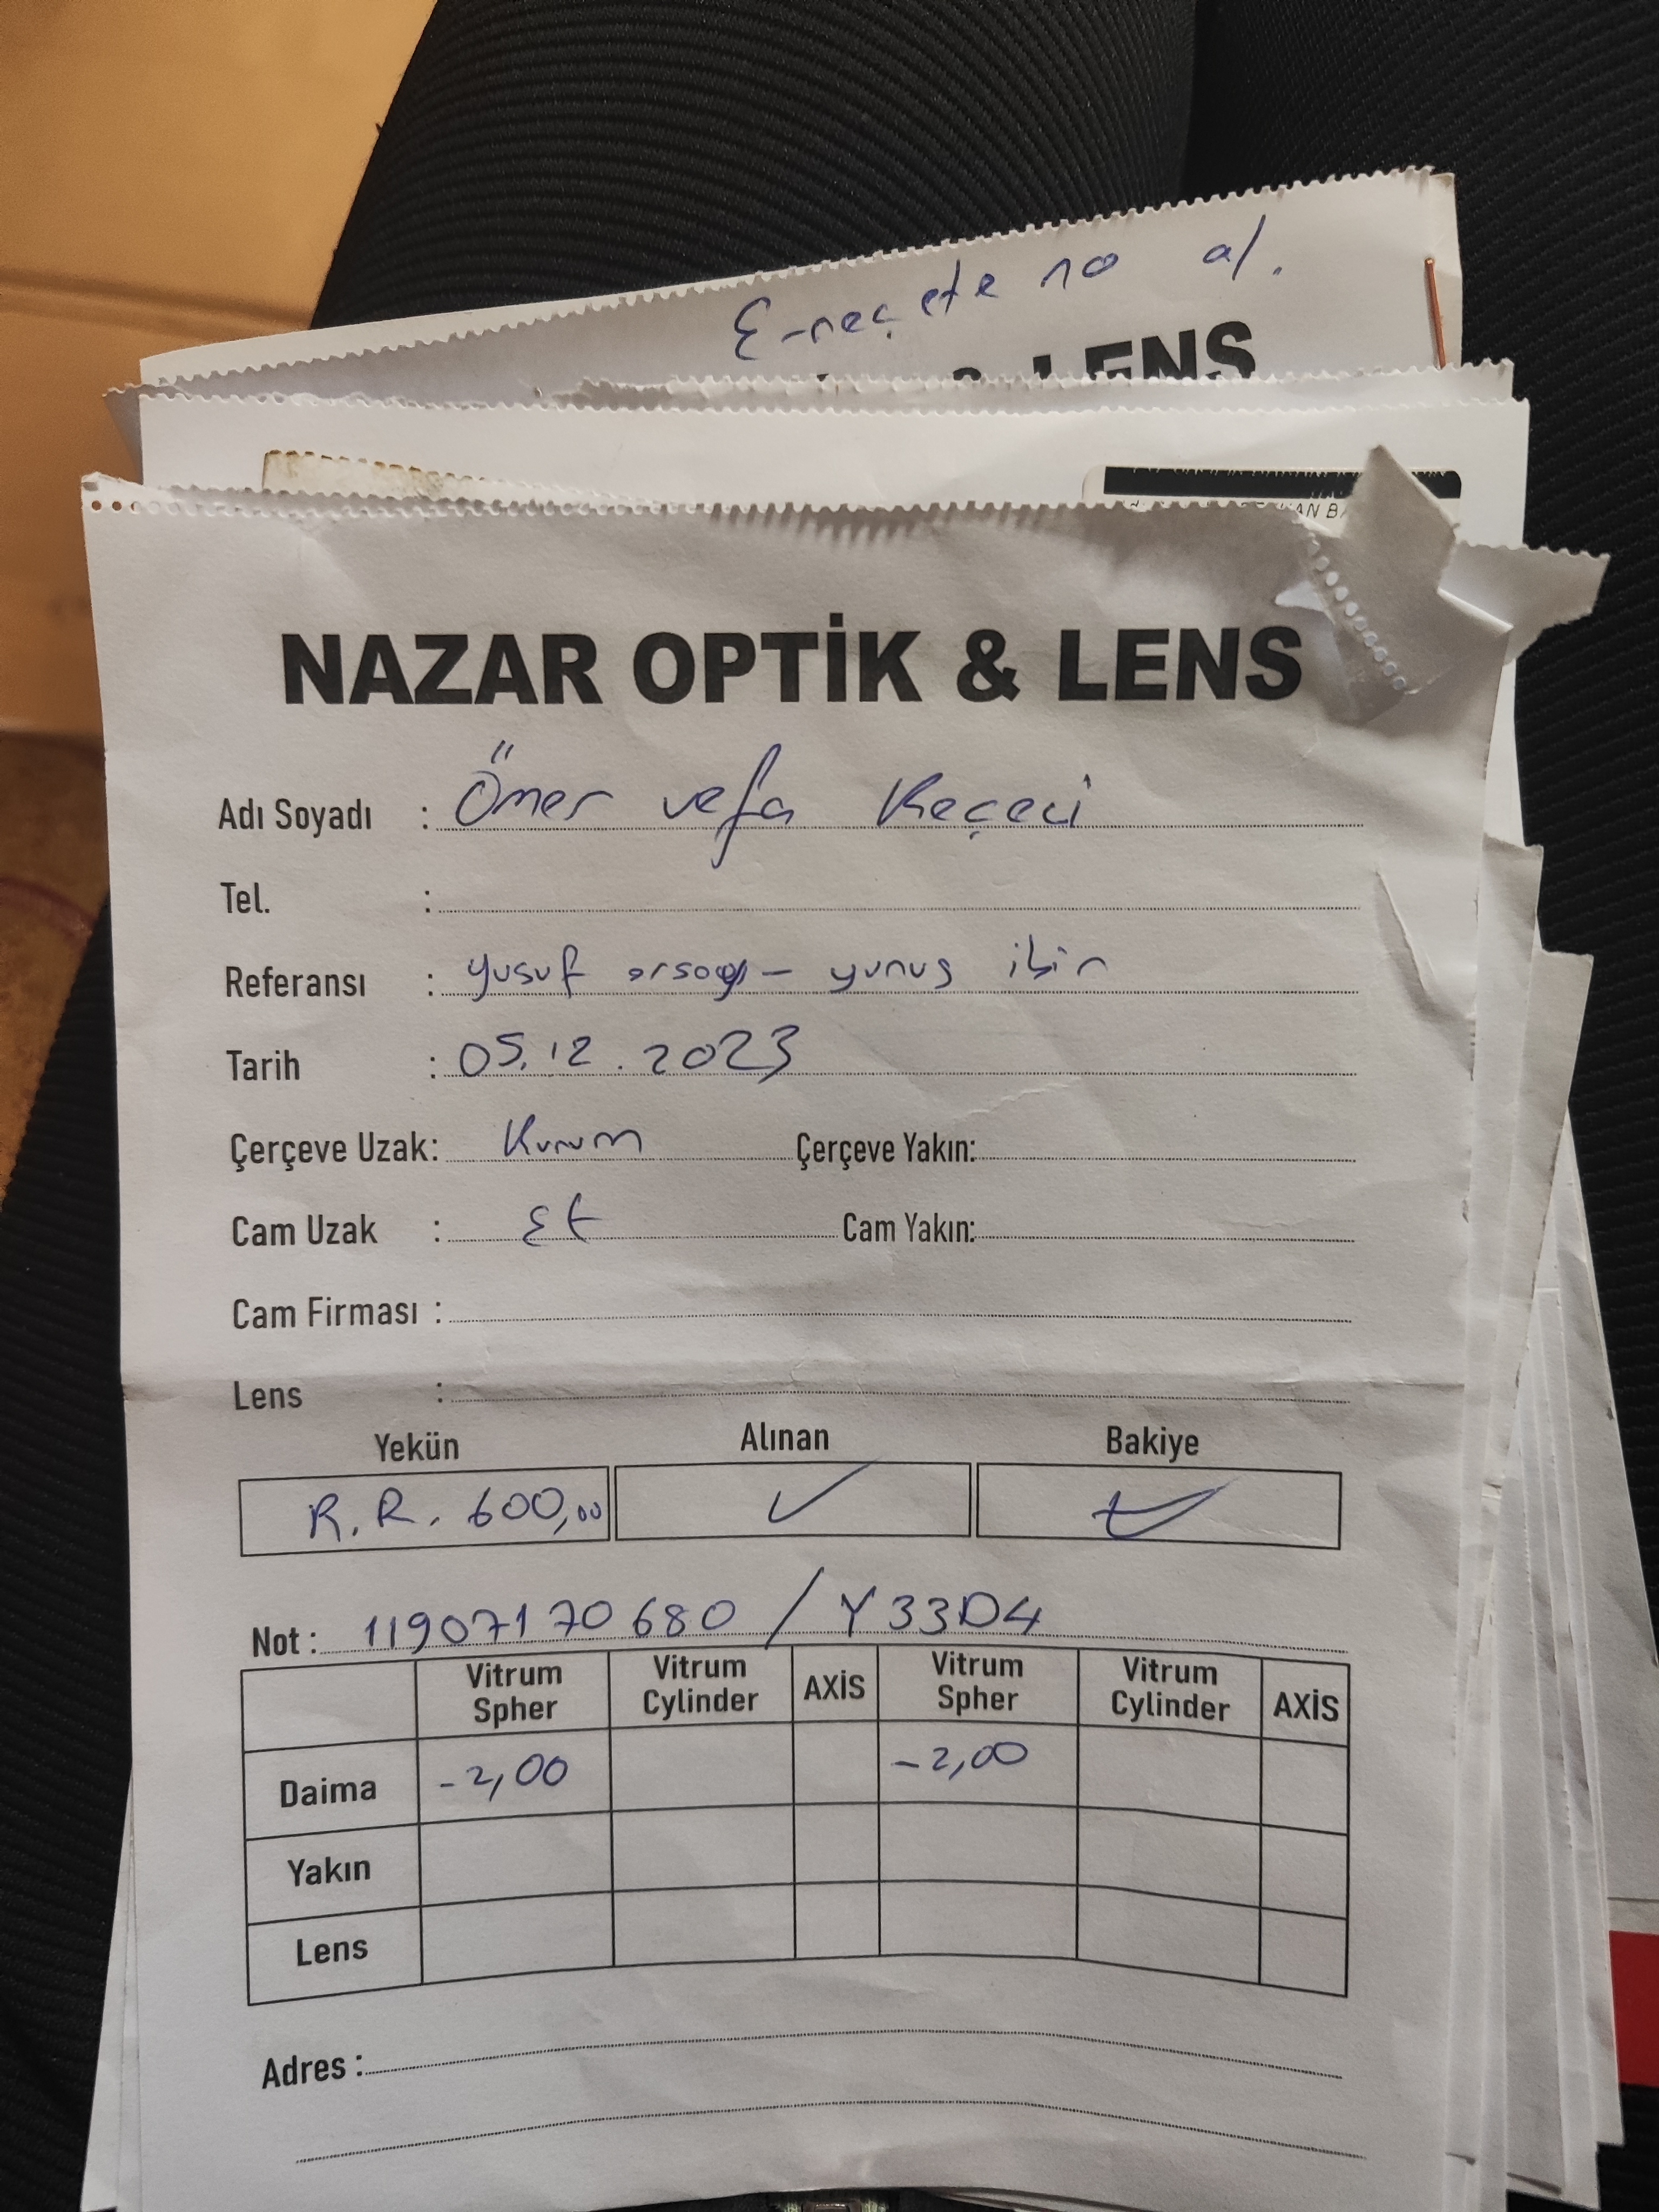 E-reçete no al.
& LENS
NAZAR OPTİK & LENS
Adı Soyadı : Ömer vefa Keçeci
Tel. :
Referansı : yusuf - yunus
Tarih : 05.12.2023
Çerçeve Uzak: Kurum Çerçeve Yakın:
Cam Uzak : Cam Yakın:
Cam Firması :
Lens :
Yekün Alınan Bakiye
R.R. 600,00 ✓
Not : 11907170680 / Y33D4
Vitrum Spher Vitrum Cylinder AXİS Vitrum Spher Vitrum Cylinder AXİS
Daima -2,00 -2,00
Yakın
Lens
Adres :